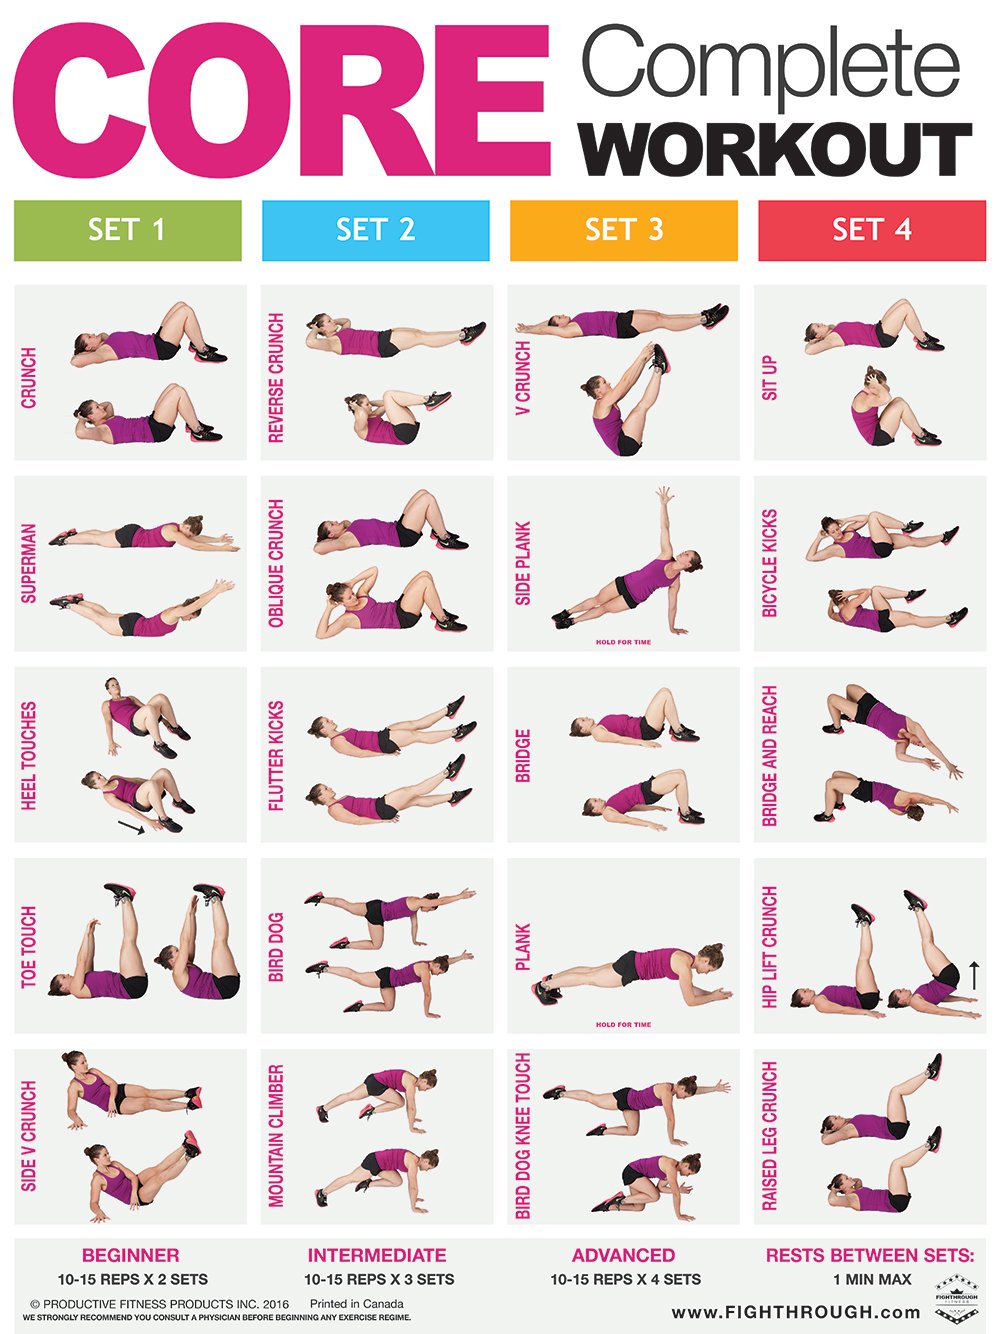 CORE Complete
WORKOUT
SET 1
SET 2
SET 3
SET 4
CRUNCH
REVERSE CRUNCH
V CRUNCH
SIT UP
SUPERMAN
OBLIQUE CRUNCH
SIDE PLANK
HOLD FOR TIME
BICYCLE KICKS
HEEL TOUCHES
FLUTTER KICKS
BRIDGE
BRIDGE AND REACH
TOE TOUCH
BIRD DOG
PLANK
HOLD FOR TIME
HIP LIFT CRUNCH
SIDE V CRUNCH
MOUNTAIN CLIMBER
BIRD DOG KNEE TOUCH
RAISED LEG CRUNCH
BEGINNER
10-15 REPS X 2 SETS
INTERMEDIATE
10-15 REPS X 3 SETS
ADVANCED
10-15 REPS X 4 SETS
RESTS BETWEEN SETS:
1 MIN MAX
© PRODUCTIVE FITNESS PRODUCTS INC. 2016 Printed in Canada
WE STRONGLY RECOMMEND YOU CONSULT A PHYSICIAN BEFORE BEGINNING ANY EXERCISE REGIME.
www.FIGHTHROUGH.com
FIGHTHROUGH
FITNESS